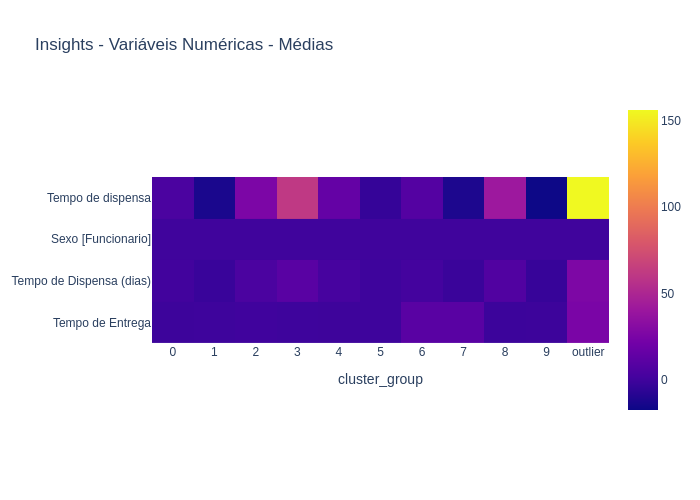 Insights - Variáveis Numéricas - Médias
150
100
50
0
Tempo de dispensa
Sexo [Funcionario]
Tempo de Dispensa (dias)
Tempo de Entrega
0 1 2 3 4 5 6 7 8 9 outlier
cluster_group